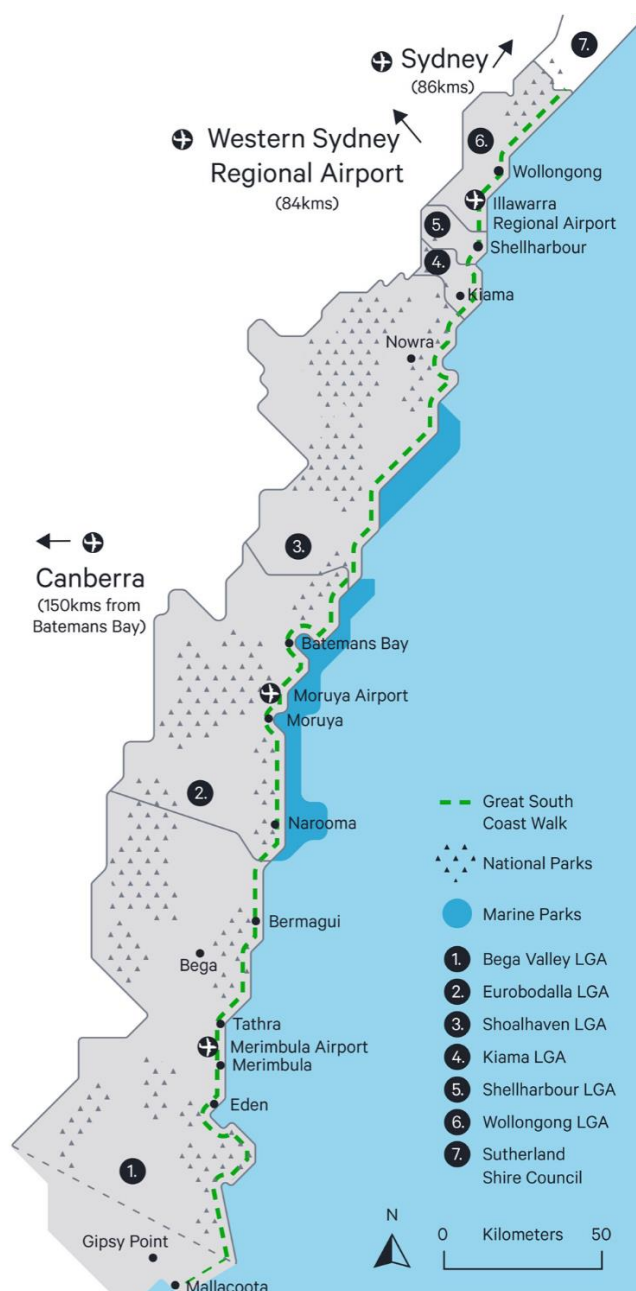 7.
Sydney
(86kms)
6.
Western Sydney
Regional Airport
(84kms)
Wollongong
Illawarra
Regional Airport
5.
Shellharbour
4.
Kiama
Nowra
3.
Canberra
(150kms from
Batemans Bay)
Batemans Bay
Moruya Airport
Moruya
2.
Narooma
Bermagui
Bega
Tathra
Merimbula Airport
Merimbula
Eden
1.
Gipsy Point
Mallacoota
Great South
Coast Walk
National Parks
Marine Parks
1. Bega Valley LGA
2. Eurobodalla LGA
3. Shoalhaven LGA
4. Kiama LGA
5. Shellharbour LGA
6. Wollongong LGA
7. Sutherland
Shire Council
N
0 Kilometers 50